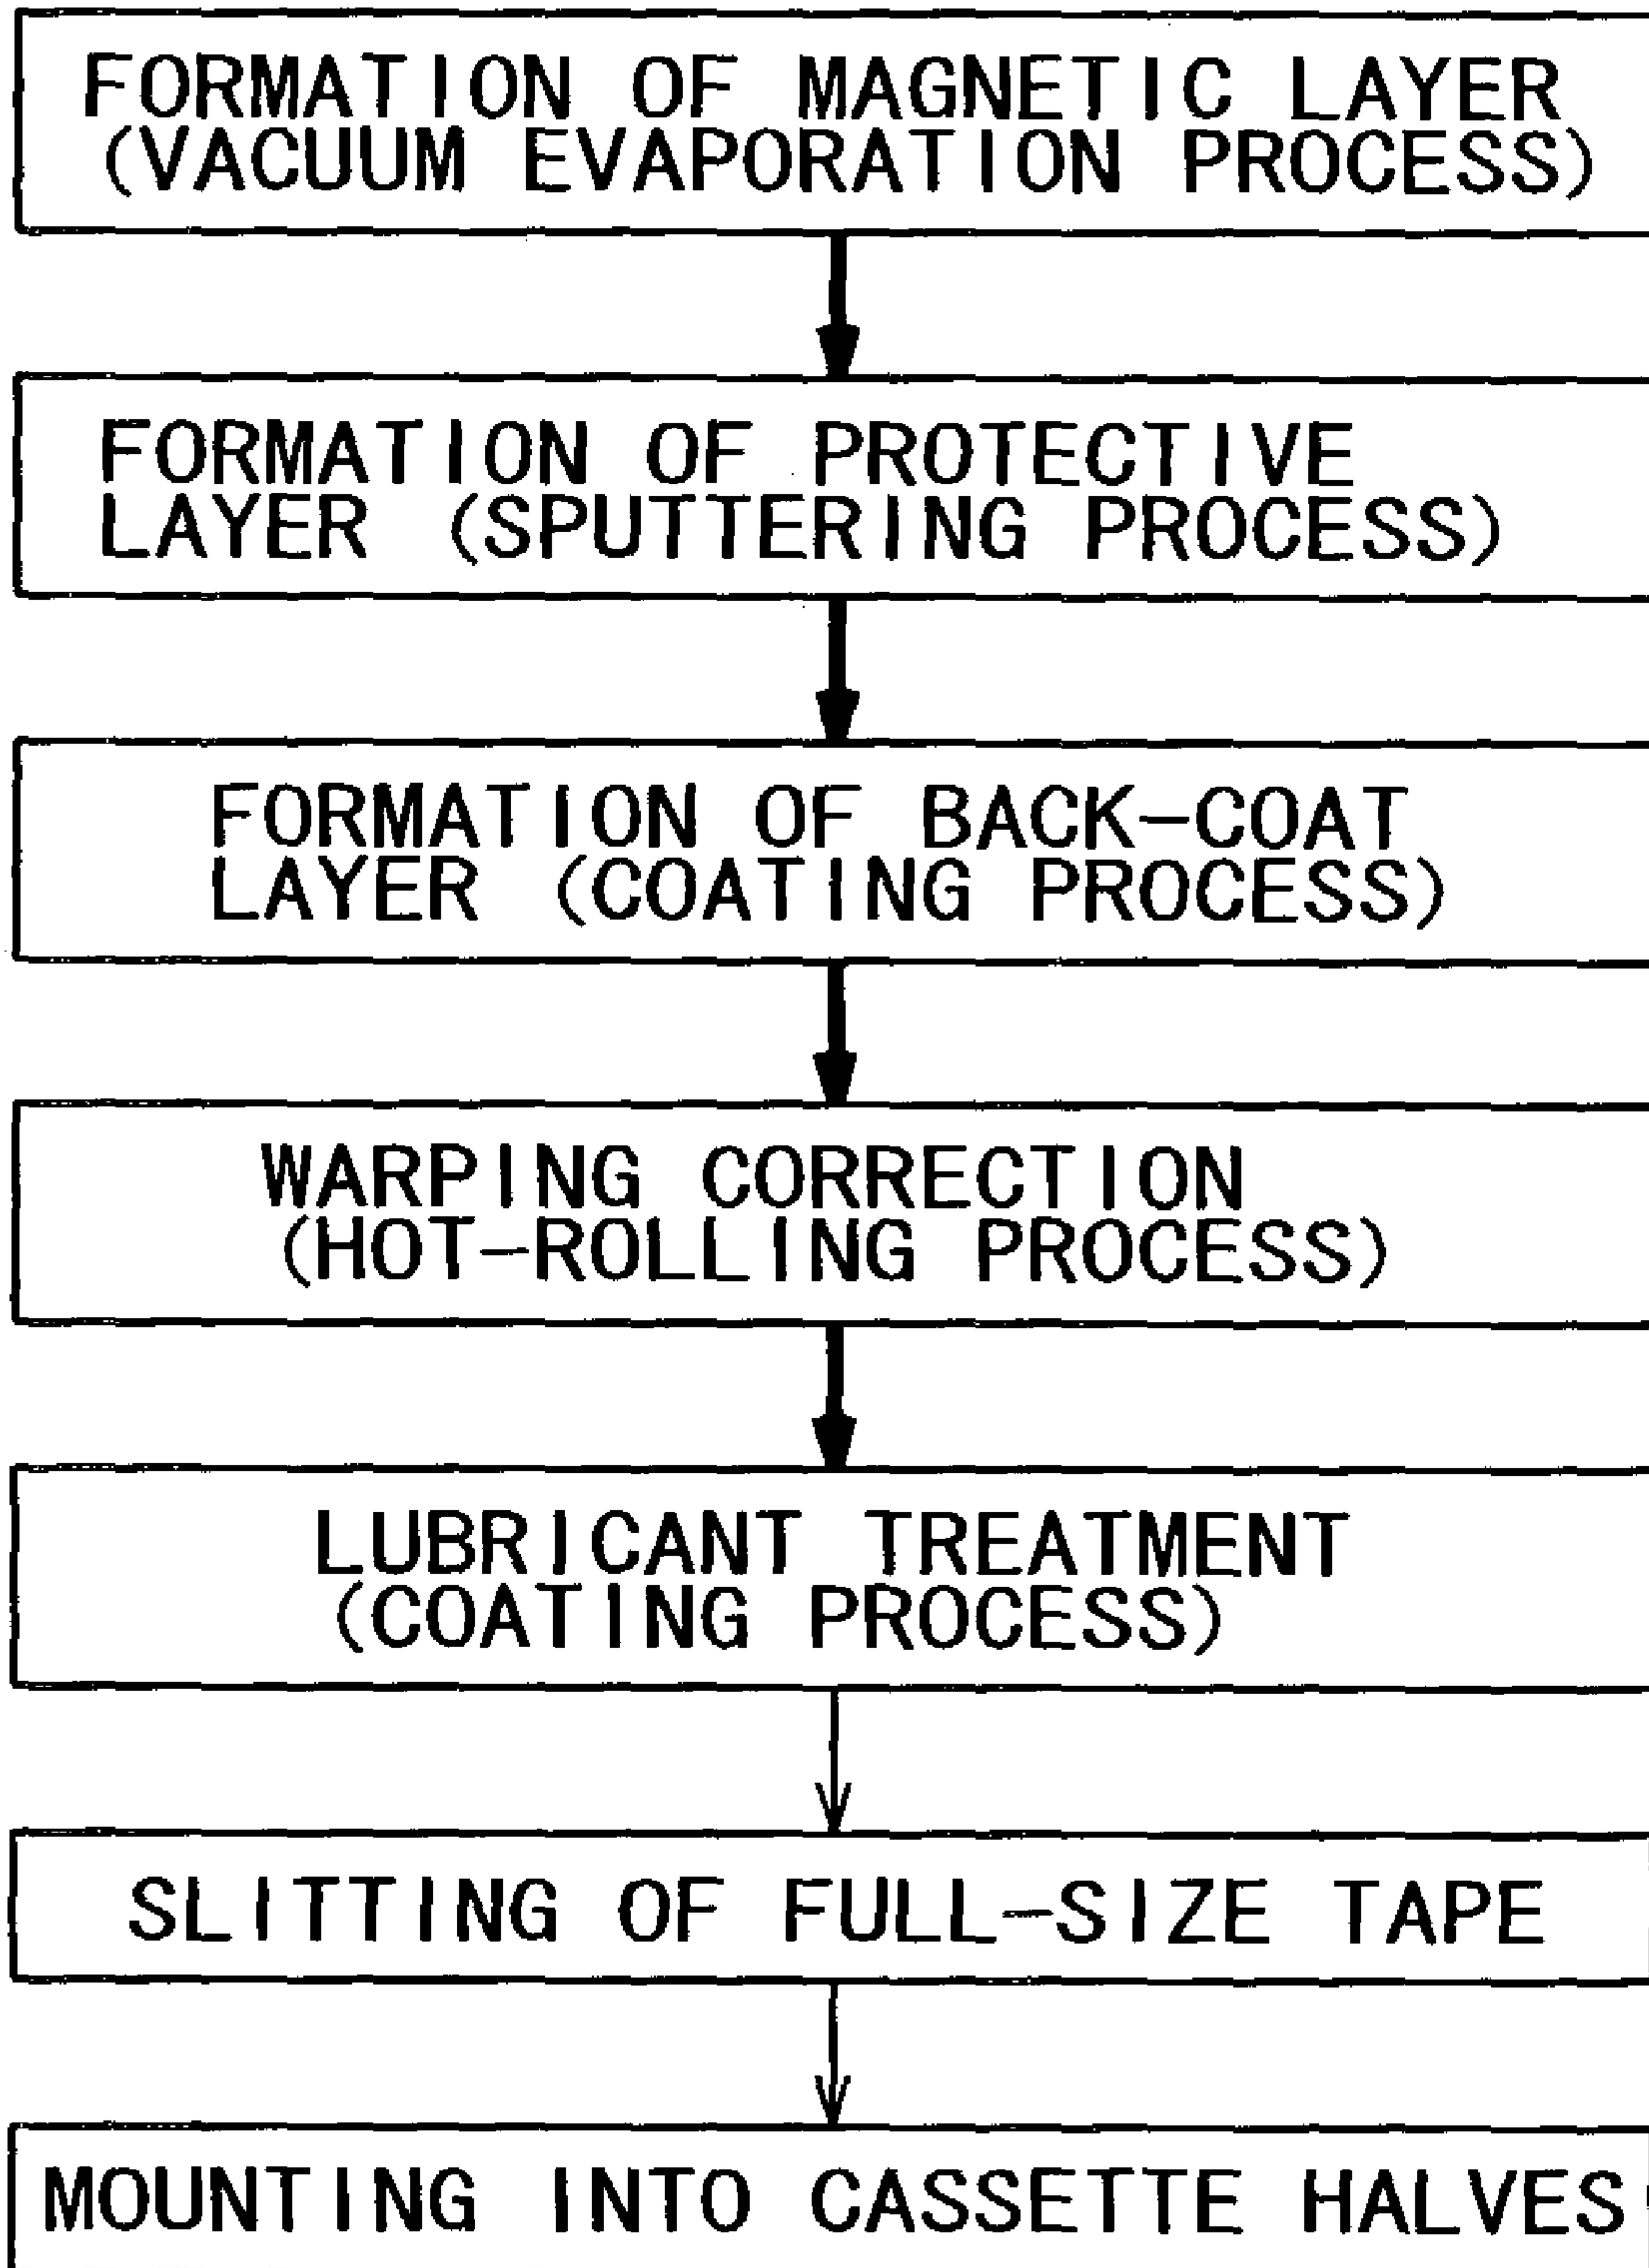 FORMATION OF MAGNETIC LAYER
(VACUUM EVAPORATION PROCESS)
FORMATION OF PROTECTIVE
LAYER (SPUTTERING PROCESS)
FORMATION OF BACK-COAT
LAYER (COATING PROCESS)
WARPING CORRECTION
(HOT-ROLLING PROCESS)
LUBRICANT TREATMENT
(COATING PROCESS)
SLITTING OF FULL-SIZE TAPE
MOUNTING INTO CASSETTE HALVES